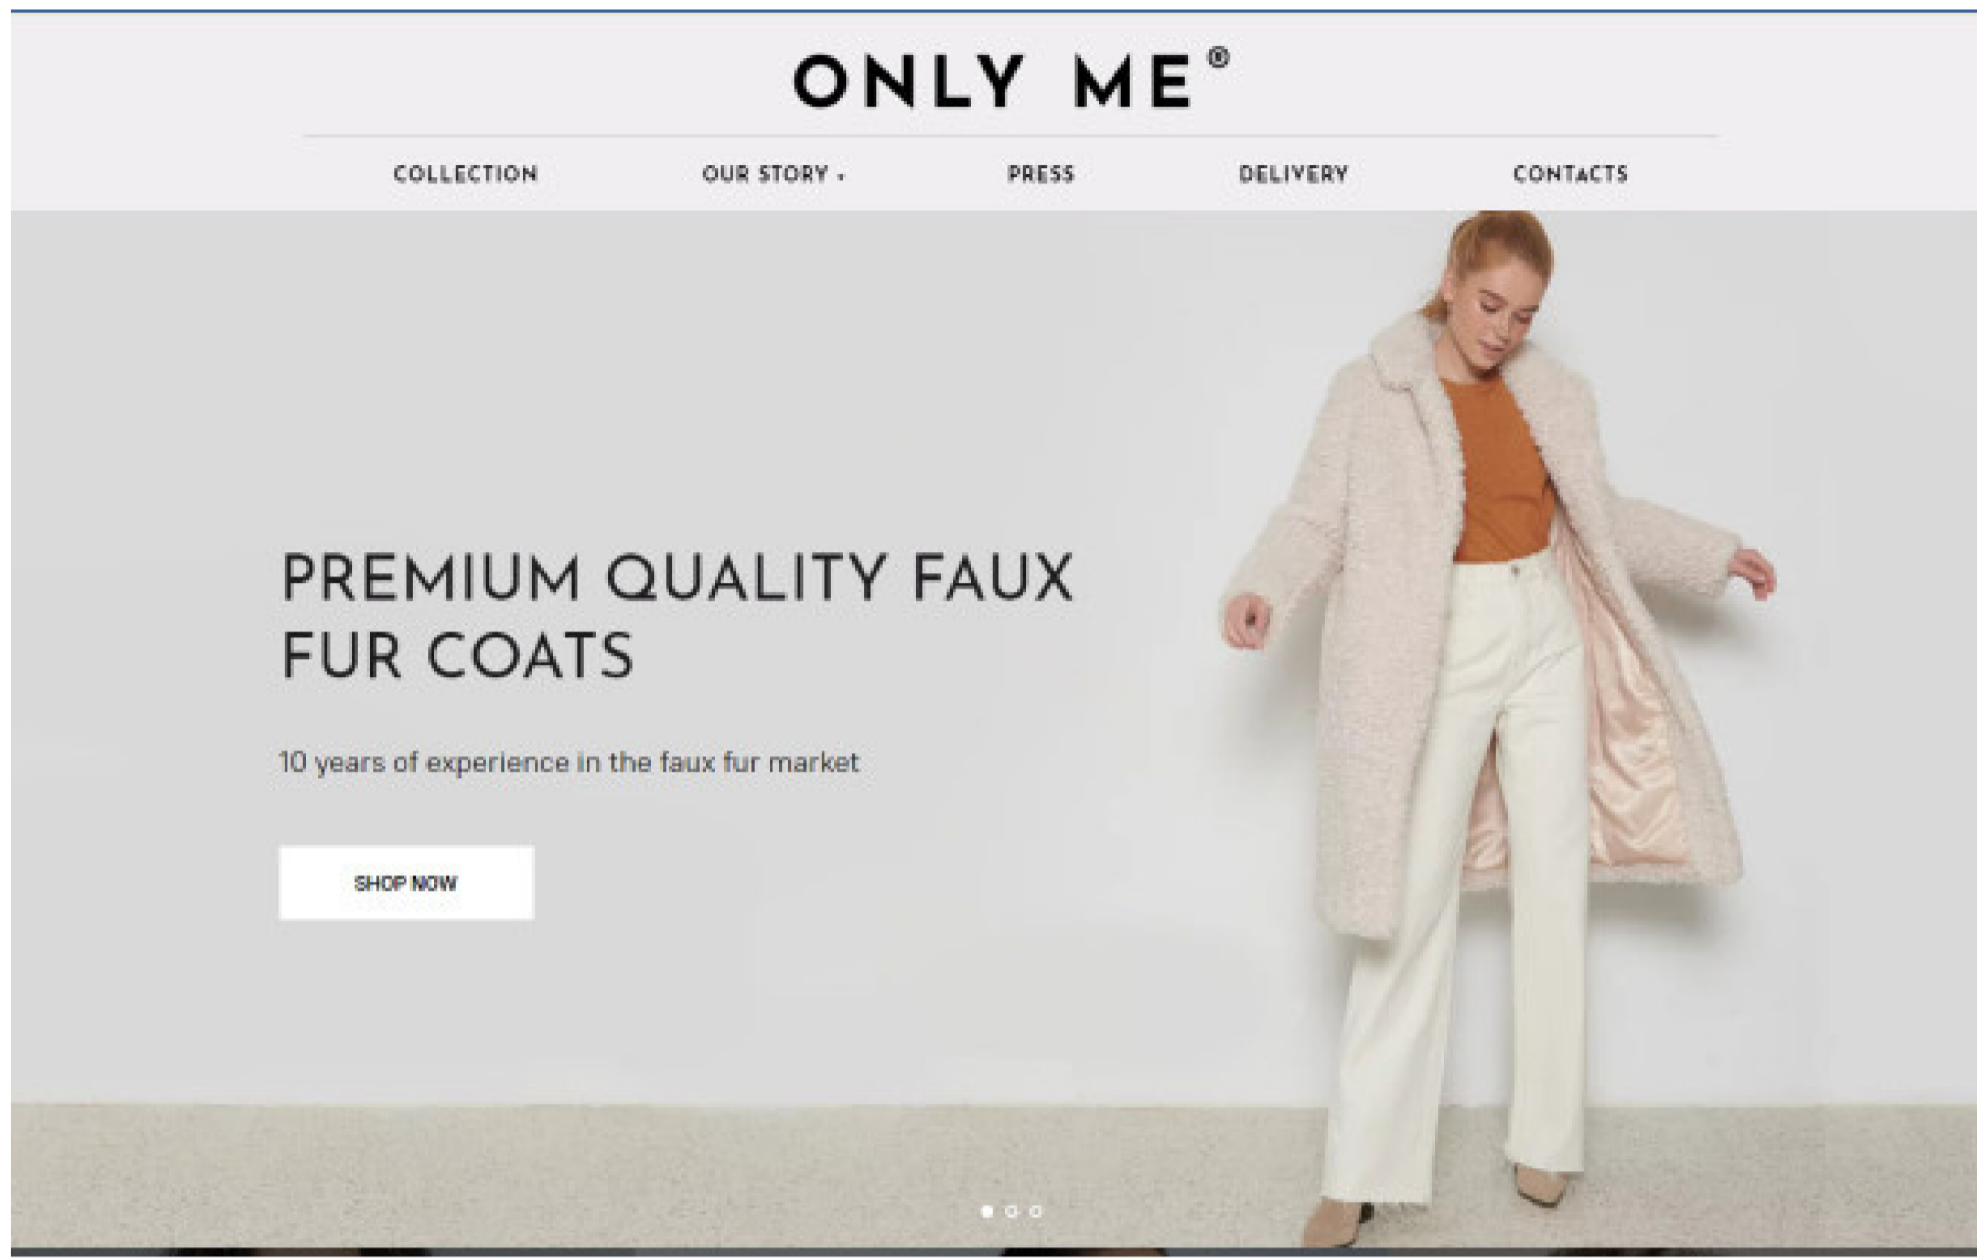 ONLY ME®
COLLECTION
OUR STORY
PRESS
DELIVERY
CONTACTS
PREMIUM QUALITY FAUX
FUR COATS
10 years of experience in the faux fur market
SHOP NOW